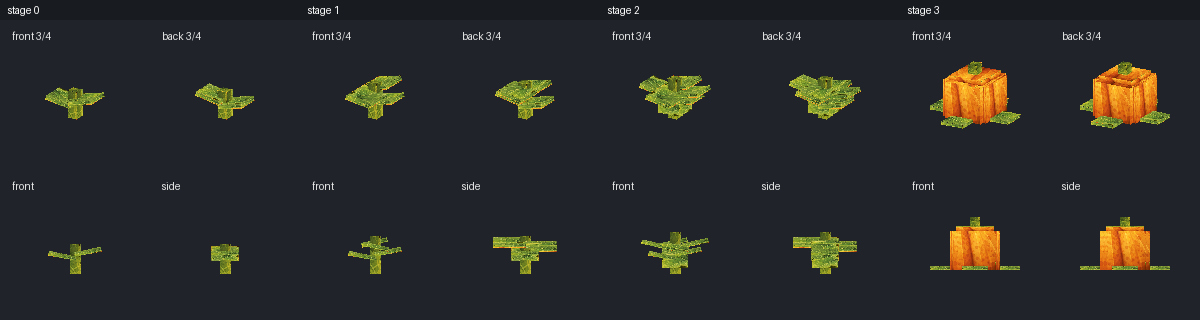 stage 0 stage 1 stage 2 stage 3
front 3/4 back 3/4 front 3/4 back 3/4 front 3/4 back 3/4 front 3/4 back 3/4
front side front side front side front side